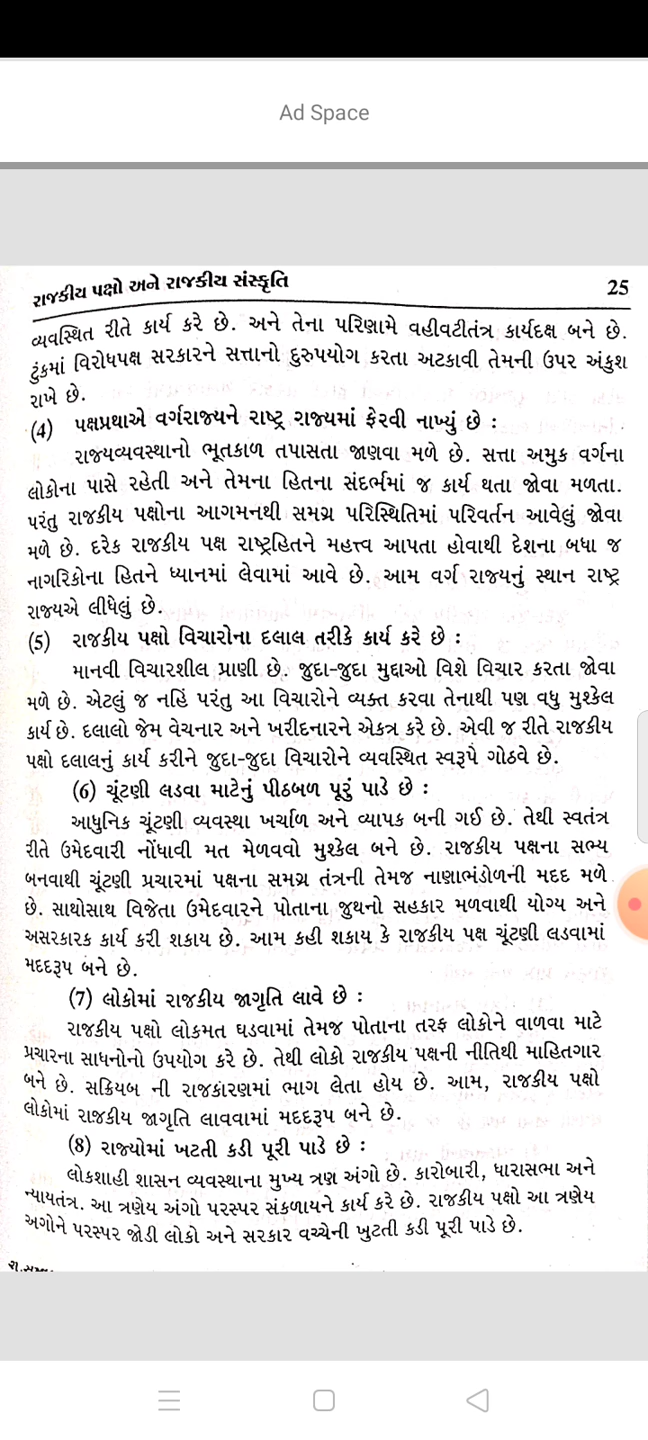 Ad Space
રાજકીય પક્ષો અને રાજકીય સંસ્કૃતિ 25
વ્યવસ્થિત રીતે કાર્ય કરે છે. અને તેના પરિણામે વહીવટીતંત્ર કાર્યદક્ષ બને છે.
ટુંકમાં વિરોધપક્ષ સરકારને સત્તાનો દુરુપયોગ કરતા અટકાવી તેમની ઉપર અંકુશ
રાખે છે.
(4) પક્ષપ્રથાએ વર્ગરાજ્યને રાષ્ટ્ર રાજ્યમાં ફેરવી નાખ્યું છે :
રાજ્યવ્યવસ્થાનો ભૂતકાળ તપાસતા જાણવા મળે છે. સત્તા અમુક વર્ગના
લોકોના પાસે રહેતી અને તેમના હિતના સંદર્ભમાં જ કાર્ય થતા જોવા મળતા.
પરંતુ રાજકીય પક્ષોના આગમનથી સમગ્ર પરિસ્થિતિમાં પરિવર્તન આવેલું જોવા
મળે છે. દરેક રાજકીય પક્ષ રાષ્ટ્રહિતને મહત્ત્વ આપતા હોવાથી દેશના બધા જ
નાગરિકોના હિતને ધ્યાનમાં લેવામાં આવે છે. આમ વર્ગ રાજ્યનું સ્થાન રાષ્ટ્ર
રાજ્યએ લીધેલું છે.
(5) રાજકીય પક્ષો વિચારોના દલાલ તરીકે કાર્ય કરે છે :
માનવી વિચારશીલ પ્રાણી છે. જુદા-જુદા મુદ્દાઓ વિશે વિચાર કરતા જોવા
મળે છે. એટલું જ નહિં પરંતુ આ વિચારોને વ્યક્ત કરવા તેનાથી પણ વધુ મુશ્કેલ
કાર્ય છે. દલાલો જેમ વેચનાર અને ખરીદનારને એકત્ર કરે છે. એવી જ રીતે રાજકીય
પક્ષો દલાલનું કાર્ય કરીને જુદા-જુદા વિચારોને વ્યવસ્થિત સ્વરૂપે ગોઠવે છે.
(6) ચૂંટણી લડવા માટેનું પીઠબળ પૂરું પાડે છે :
આધુનિક ચૂંટણી વ્યવસ્થા ખર્ચાળ અને વ્યાપક બની ગઈ છે. તેથી સ્વતંત્ર
રીતે ઉમેદવારી નોંધાવી મત મેળવવો મુશ્કેલ બને છે. રાજકીય પક્ષના સભ્ય
બનવાથી ચૂંટણી પ્રચારમાં પક્ષના સમગ્ર તંત્રની તેમજ નાણાભંડોળની મદદ મળે
છે. સાથોસાથ વિજેતા ઉમેદવારને પોતાના જુથનો સહકાર મળવાથી યોગ્ય અને
અસરકારક કાર્ય કરી શકાય છે. આમ કહી શકાય કે રાજકીય પક્ષ ચૂંટણી લડવામાં
મદદરૂપ બને છે.
(7) લોકોમાં રાજકીય જાગૃતિ લાવે છે :
રાજકીય પક્ષો લોકમત ઘડવામાં તેમજ પોતાના તરફ લોકોને વાળવા માટે
પ્રચારના સાધનોનો ઉપયોગ કરે છે. તેથી લોકો રાજકીય પક્ષની નીતિથી માહિતગાર
બને છે. સક્રિયબ ની રાજકાંરણમાં ભાગ લેતા હોય છે. આમ, રાજકીય પક્ષો
લોકોમાં રાજકીય જાગૃતિ લાવવામાં મદદરૂપ બને છે.
(8) રાજ્યોમાં ખટતી કડી પૂરી પાડે છે :
લોકશાહી શાસન વ્યવસ્થાના મુખ્ય ત્રણ અંગો છે. કારોબારી, ધારાસભા અને
ન્યાયતંત્ર. આ ત્રણેય અંગો પરસ્પર સંકળાયને કાર્ય કરે છે. રાજકીય પક્ષો આ ત્રણેય
અગોને પરસ્પર જોડી લોકો અને સરકાર વચ્ચેની ખુટતી કડી પૂરી પાડે છે.